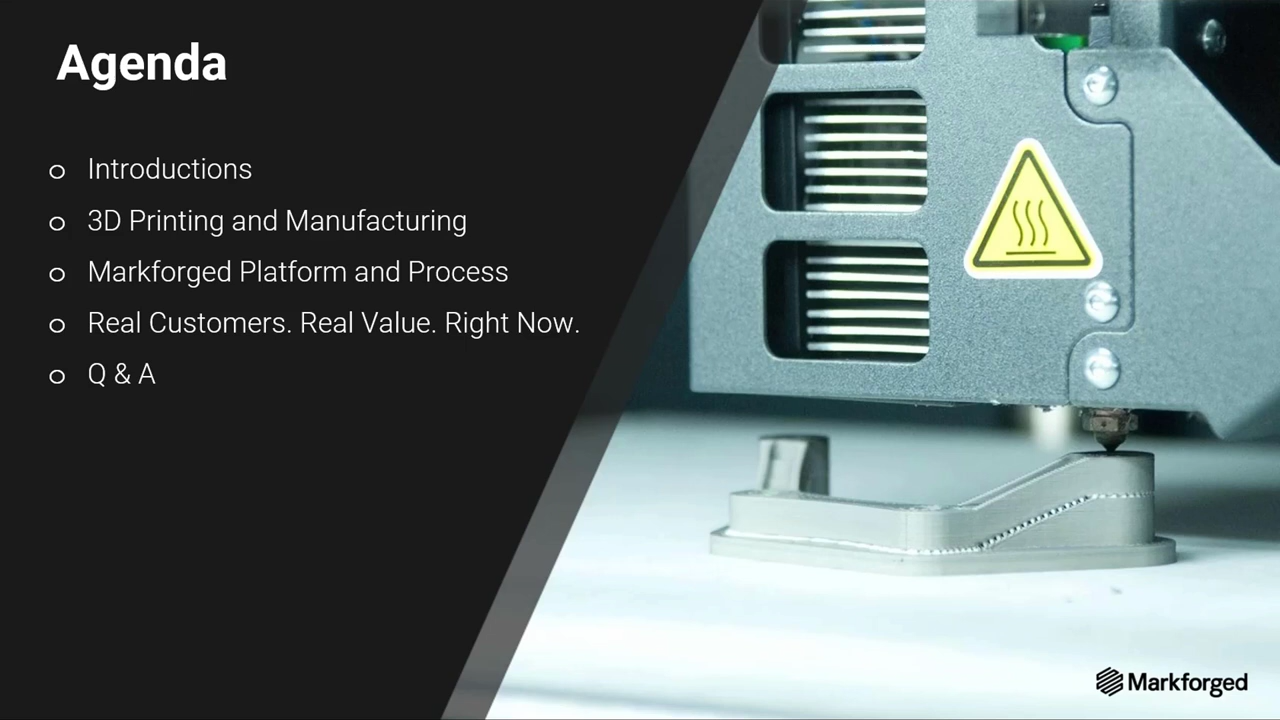 Agenda
o Introductions
o 3D Printing and Manufacturing
o Markforged Platform and Process
o Real Customers. Real Value. Right Now.
o Q & A
Markforged